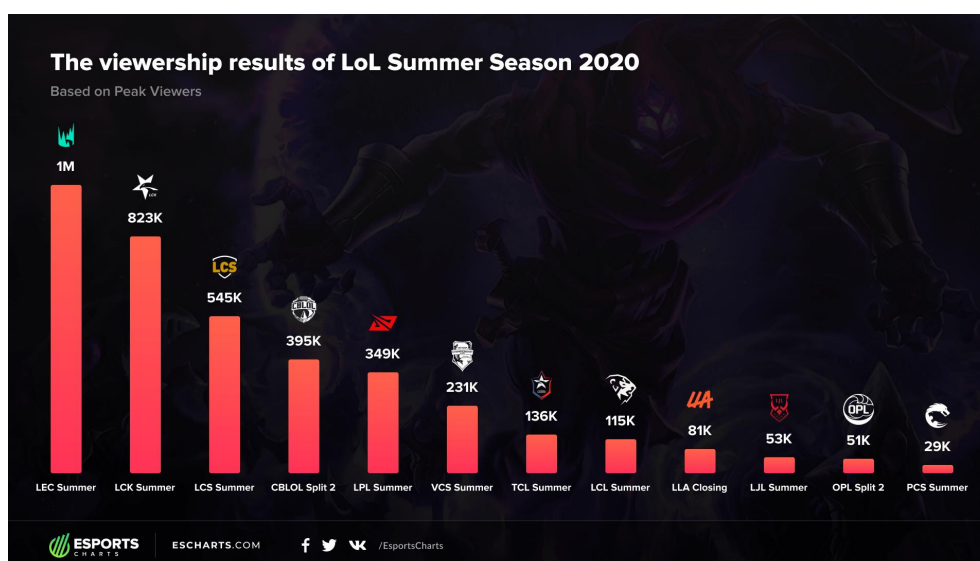 The viewership results of LoL Summer Season 2020
Based on Peak Viewers
1M
823K
LCS
545K
CBLOL
395K
349K
231K
136K
115K
LLA
81K
53K
OPL
51K
29K
LEC Summer
LCK Summer
LCS Summer
CBLOL Split 2
LPL Summer
VCS Summer
TCL Summer
LCL Summer
LLA Closing
LJL Summer
OPL Split 2
PCS Summer
ESPORTS
CHARTS
ESCHARTS.COM
/EsportsCharts